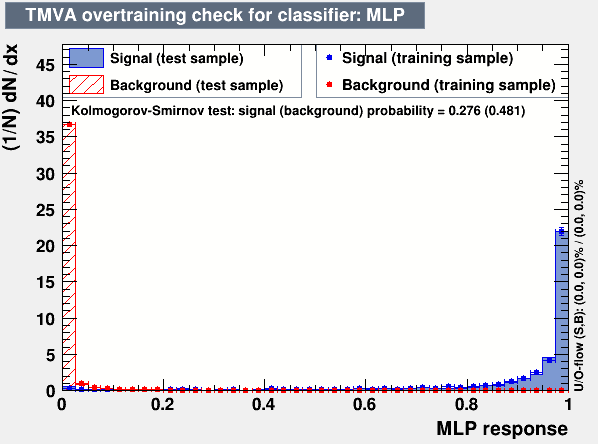 TMVA overtraining check for classifier: MLP
(1/N) dN / dx
Signal (test sample)
Background (test sample)
Signal (training sample)
Background (training sample)
Kolmogorov-Smirnov test: signal (background) probability = 0.276 (0.481)
45
40
35
30
25
20
15
10
5
0
0 0.2 0.4 0.6 0.8 1
MLP response
U/O-flow (S,B): (0.0, 0.0)% / (0.0, 0.0)%